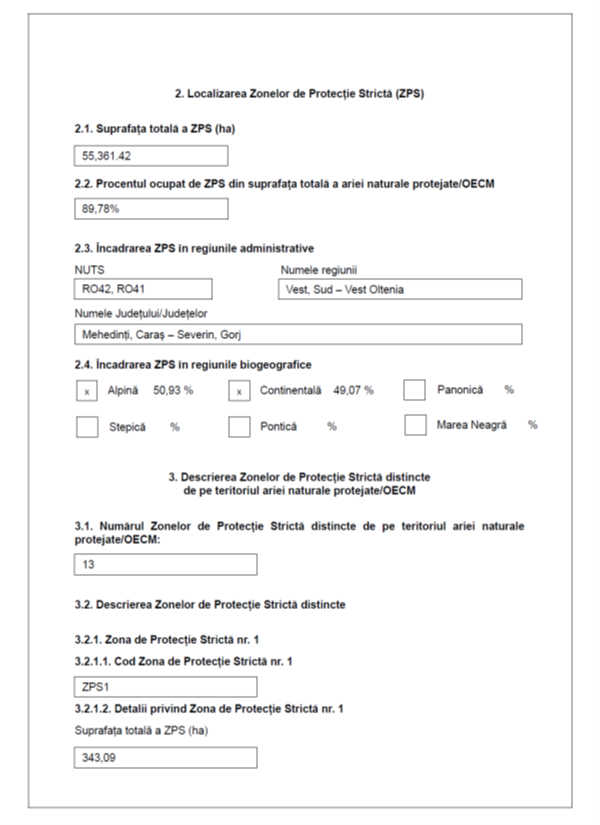 2. Localizarea Zonelor de Protecție Strictă (ZPS)
2.1. Suprafața totală a ZPS (ha)
55,361.42
2.2. Procentul ocupat de ZPS din suprafața totală a ariei naturale protejate/OECM
89,78%
2.3. Încadrarea ZPS în regiunile administrative
NUTS Numele regiunii
RO42, RO41 Vest, Sud – Vest Oltenia
Numele Județului/Județelor
Mehedinți, Caraș – Severin, Gorj
2.4. Încadrarea ZPS în regiunile biogeografice
x Alpină 50,93 % x Continentală 49,07 % Panonică %
Stepică % Pontică % Marea Neagră %
3. Descrierea Zonelor de Protecție Strictă distincte
de pe teritoriul ariei naturale protejate/OECM
3.1. Numărul Zonelor de Protecție Strictă distincte de pe teritoriul ariei naturale
protejate/OECM:
13
3.2. Descrierea Zonelor de Protecție Strictă distincte
3.2.1. Zona de Protecție Strictă nr. 1
3.2.1.1. Cod Zona de Protecție Strictă nr. 1
ZPS1
3.2.1.2. Detalii privind Zona de Protecție Strictă nr. 1
Suprafața totală a ZPS (ha)
343,09